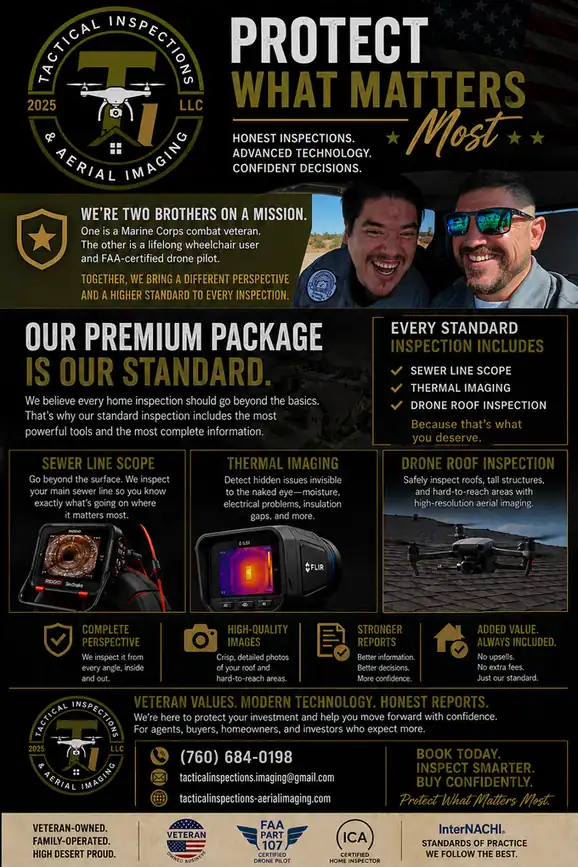 TACTICAL INSPECTIONS
2025
LLC
& AERIAL IMAGING
PROTECT
WHAT MATTERS
Most
HONEST INSPECTIONS.
ADVANCED TECHNOLOGY.
CONFIDENT DECISIONS.
WE'RE TWO BROTHERS ON A MISSION.
One is a Marine Corps combat veteran.
The other is a lifelong wheelchair user
and FAA-certified drone pilot.
TOGETHER, WE BRING A DIFFERENT PERSPECTIVE
AND A HIGHER STANDARD TO EVERY INSPECTION.
OUR PREMIUM PACKAGE
IS OUR STANDARD.
We believe every home inspection should go beyond the basics.
That's why our standard inspection includes the most
powerful tools and the most complete information.
EVERY STANDARD
INSPECTION INCLUDES
SEWER LINE SCOPE
THERMAL IMAGING
DRONE ROOF INSPECTION
Because that's what
you deserve.
SEWER LINE SCOPE
Go beyond the surface. We inspect
your main sewer line so you know
exactly what's going on where
it matters most.
RIDGID
THERMAL IMAGING
Detect hidden issues invisible
to the naked eye—moisture,
electrical problems, insulation
gaps, and more.
FLIR
DRONE ROOF INSPECTION
Safely inspect roofs, tall structures,
and hard-to-reach areas with
high-resolution aerial imaging.
COMPLETE
PERSPECTIVE
We inspect it from
every angle, inside
and out.
HIGH-QUALITY
IMAGES
Crisp, detailed photos
of your roof and
hard-to-reach areas.
STRONGER
REPORTS
Better information.
Better decisions.
More confidence.
ADDED VALUE.
ALWAYS INCLUDED.
No upsells.
No extra fees.
Just our standard.
TACTICAL INSPECTIONS
2025
LLC
& AERIAL IMAGING
VETERAN VALUES. MODERN TECHNOLOGY. HONEST REPORTS.
We're here to protect your investment and help you move forward with confidence.
For agents, buyers, homeowners, and investors who expect more.
(760) 684-0198
tacticalinspections.imaging@gmail.com
tacticalinspections-aerialimaging.com
BOOK TODAY.
INSPECT SMARTER.
BUY CONFIDENTLY.
Protect What Matters Most.
VETERAN-OWNED.
FAMILY-OPERATED.
HIGH DESERT PROUD.
VETERAN
OWNED BUSINESS
FAA
PART
107
CERTIFIED
DRONE PILOT
ICA
CERTIFIED
HOME INSPECTOR
InterNACHI®
STANDARDS OF PRACTICE
WE FOLLOW THE BEST.